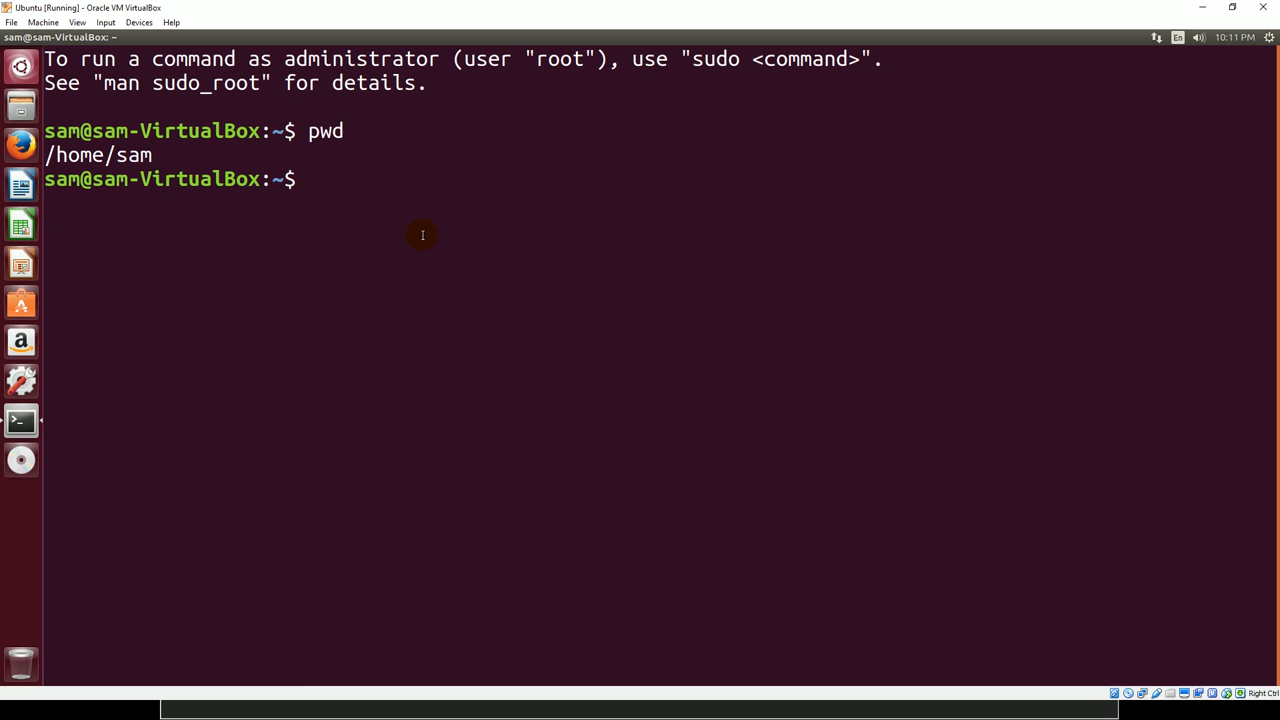 Ubuntu [Running] - Oracle VM VirtualBox
File Machine View Input Devices Help
sam@sam-VirtualBox: ~
En 10:11 PM
To run a command as administrator (user "root"), use "sudo <command>".
See "man sudo_root" for details.
sam@sam-VirtualBox:~$ pwd
/home/sam
sam@sam-VirtualBox:~$
Right Ctrl